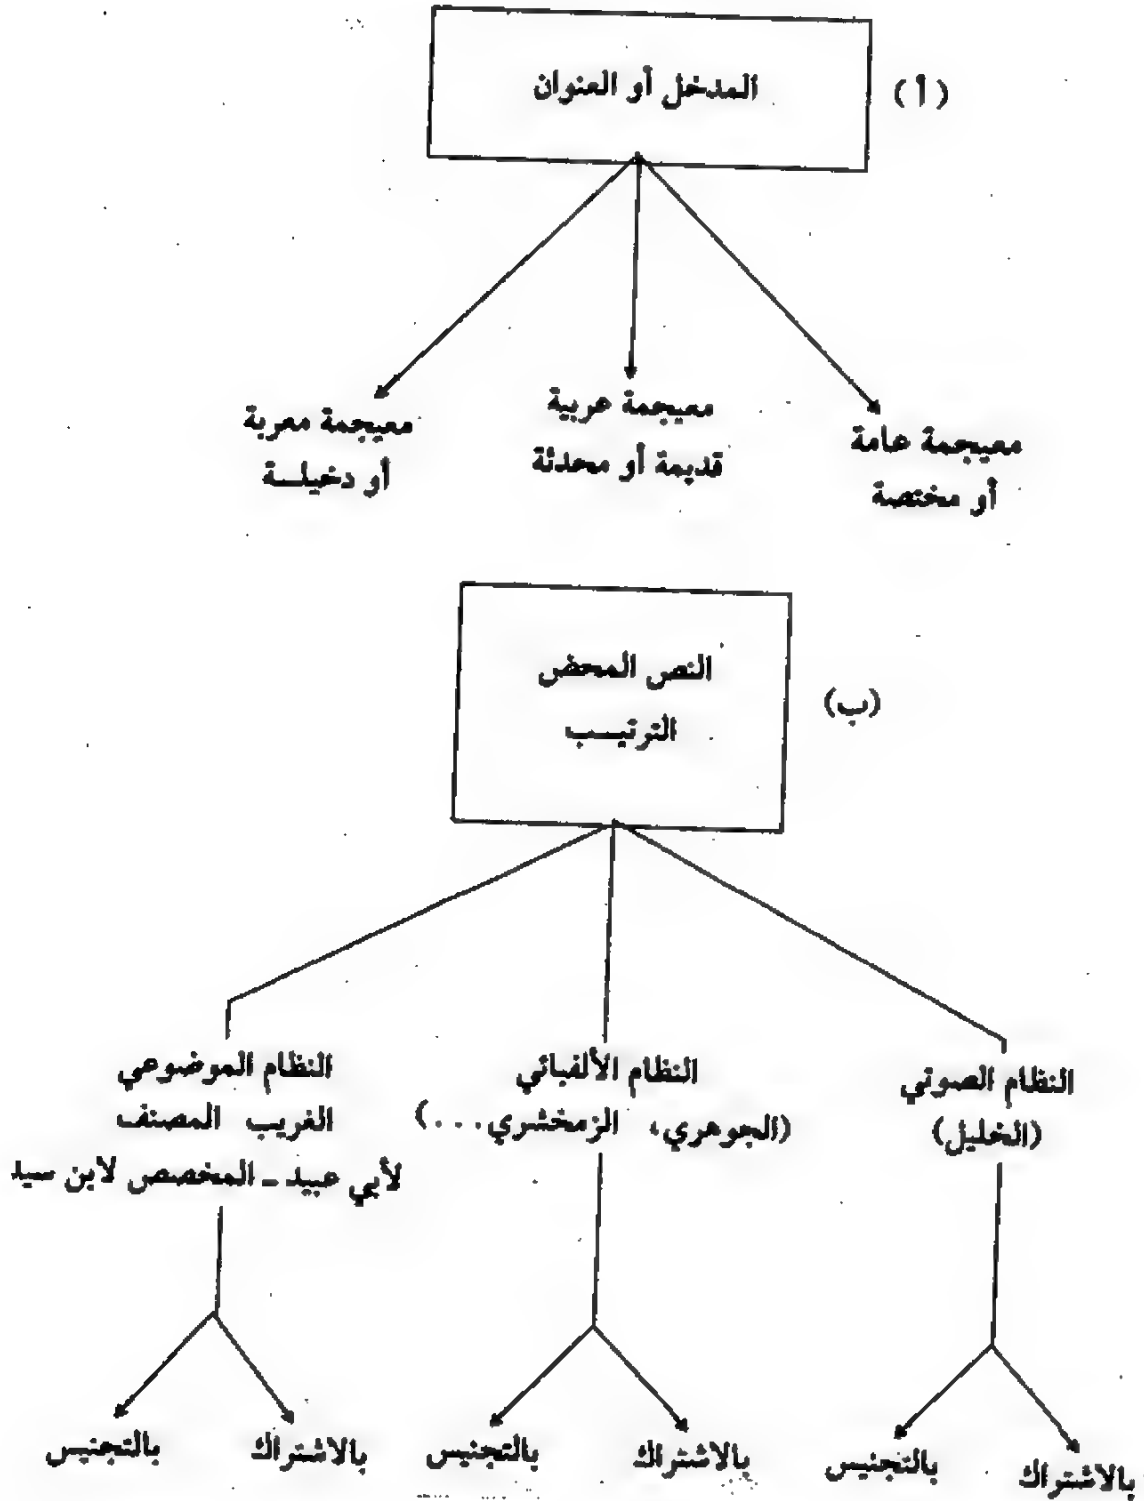 (أ)
المدخل أو العنوان
معيجمة عامة
أو مختصة
معيجمة عربية
قديمة أو محدثة
معيجمة معربة
أو دخيلــة
(ب)
النص المحض
الترتيــب
النظام الصوتي
(الخليل)
النظام الألفبائي
(الجوهري، الزمخشري...)
النظام الموضوعي
الغريب المصنف
لأبي عبيد ـ المخصص لابن سيد
بالاشتراك
بالتجنيس
بالاشتراك
بالتجنيس
بالاشتراك
بالتجنيس